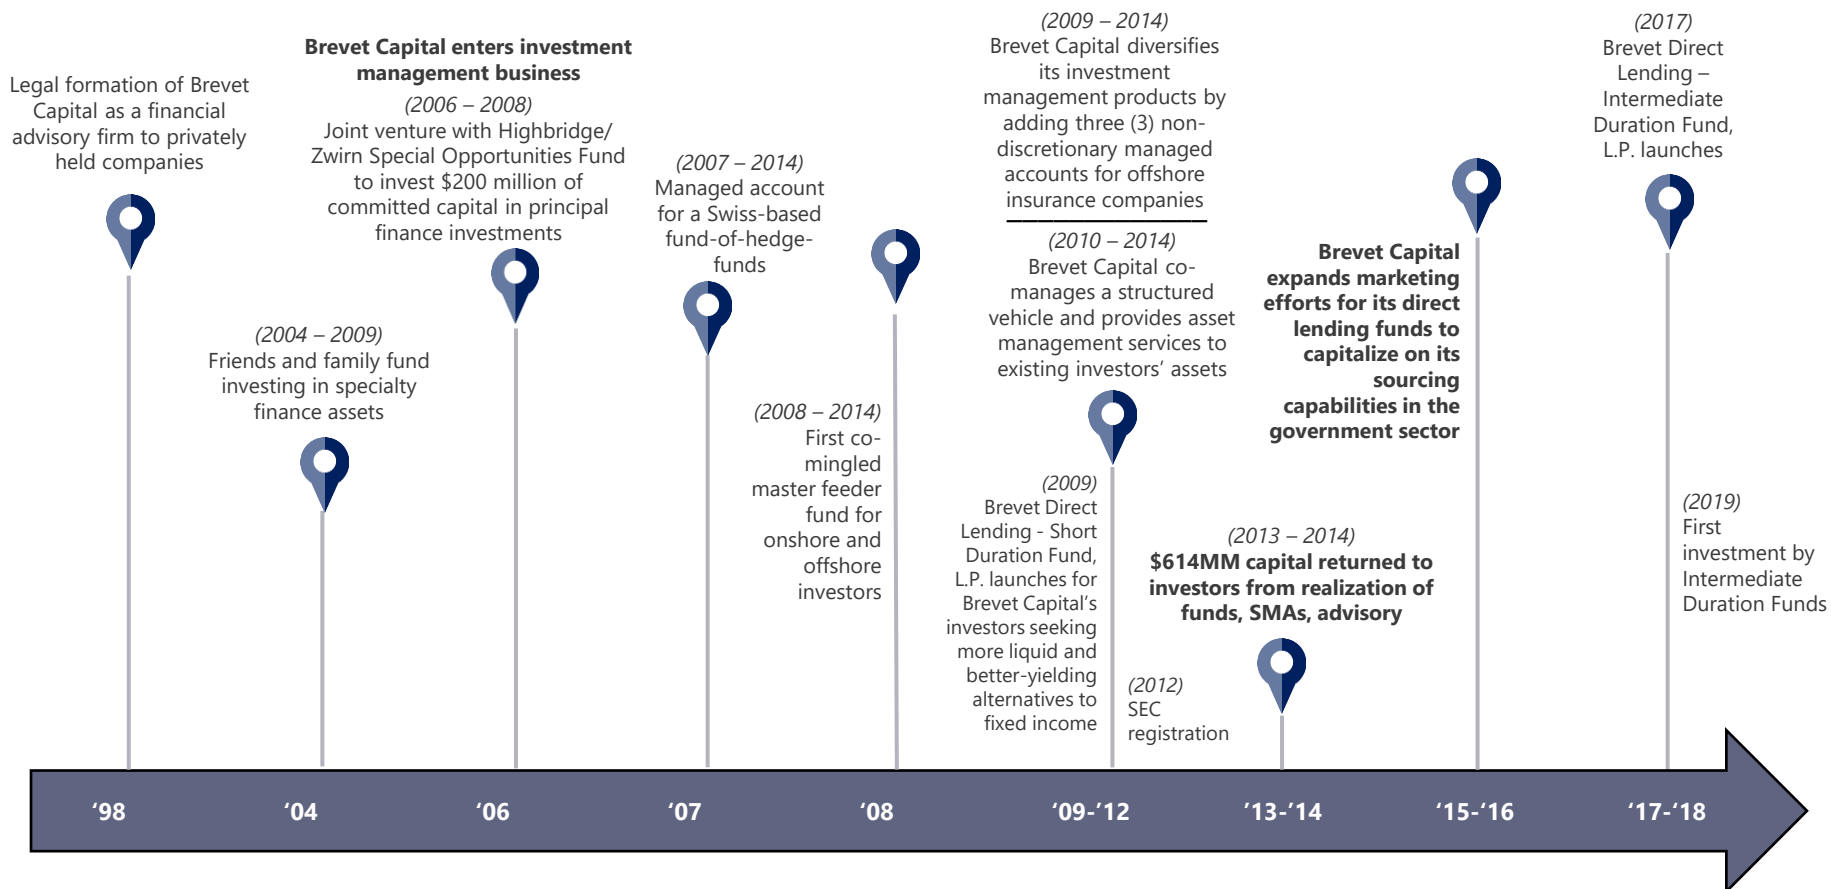 Legal formation of Brevet
Capital as a financial
advisory firm to privately
held companies
(2004 – 2009)
Friends and family fund
investing in specialty
finance assets
Brevet Capital enters investment
management business
(2006 – 2008)
Joint venture with Highbridge/
Zwirn Special Opportunities Fund
to invest $200 million of
committed capital in principal
finance investments
(2007 – 2014)
Managed account
for a Swiss-based
fund-of-hedge-
funds
(2008 – 2014)
First co-
mingled
master feeder
fund for
onshore and
offshore
investors
(2009 – 2014)
Brevet Capital diversifies
its investment
management products by
adding three (3) non-
discretionary managed
accounts for offshore
insurance companies
(2010 – 2014)
Brevet Capital co-
manages a structured
vehicle and provides asset
management services to
existing investors’ assets
(2009)
Brevet Direct
Lending - Short
Duration Fund,
L.P. launches for
Brevet Capital’s
investors seeking
more liquid and
better-yielding
alternatives to
fixed income
(2012)
SEC
registration
(2013 – 2014)
$614MM capital returned to
investors from realization of
funds, SMAs, advisory
Brevet Capital
expands marketing
efforts for its direct
lending funds to
capitalize on its
sourcing
capabilities in the
government sector
(2017)
Brevet Direct
Lending –
Intermediate
Duration Fund,
L.P. launches
(2019)
First
investment by
Intermediate
Duration Funds
‘98
‘04
‘06
‘07
‘08
‘09-‘12
’13-’14
‘15-‘16
‘17-‘18